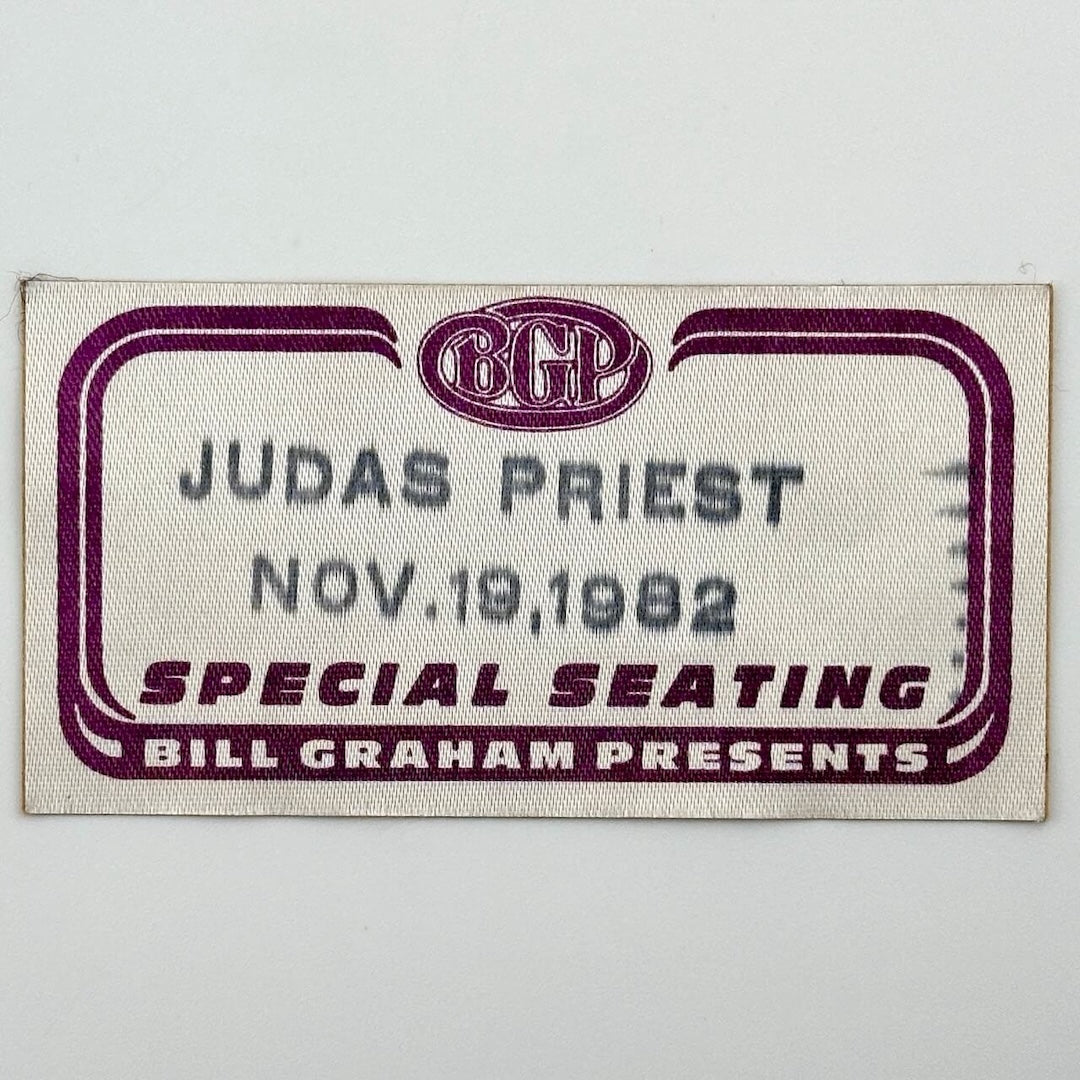 BGP
JUDAS PRIEST
NOV.19,1982
SPECIAL SEATING
BILL GRAHAM PRESENTS